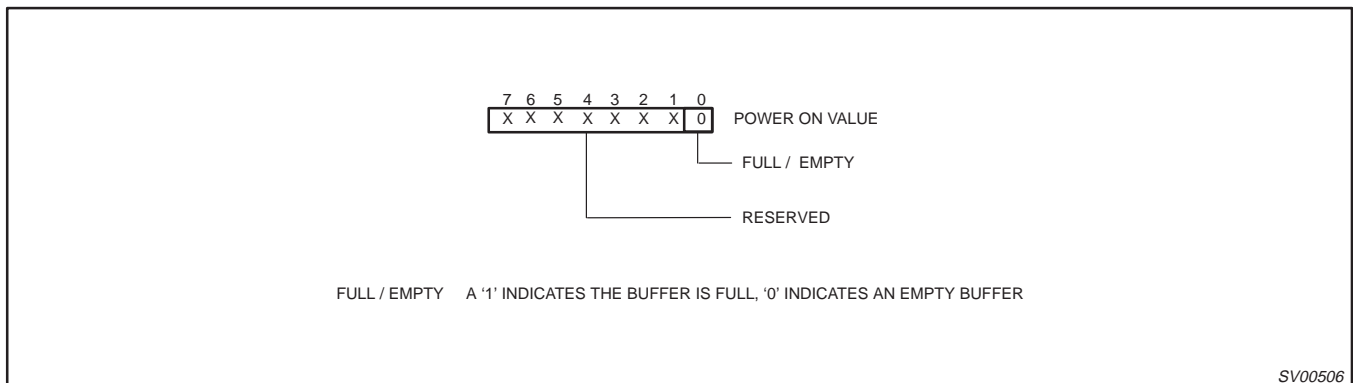 7 6 5 4 3 2 1 0
X X X X X X X 0 POWER ON VALUE
FULL / EMPTY
RESERVED
FULL / EMPTY A ‘1’ INDICATES THE BUFFER IS FULL, ‘0’ INDICATES AN EMPTY BUFFER
SV00506